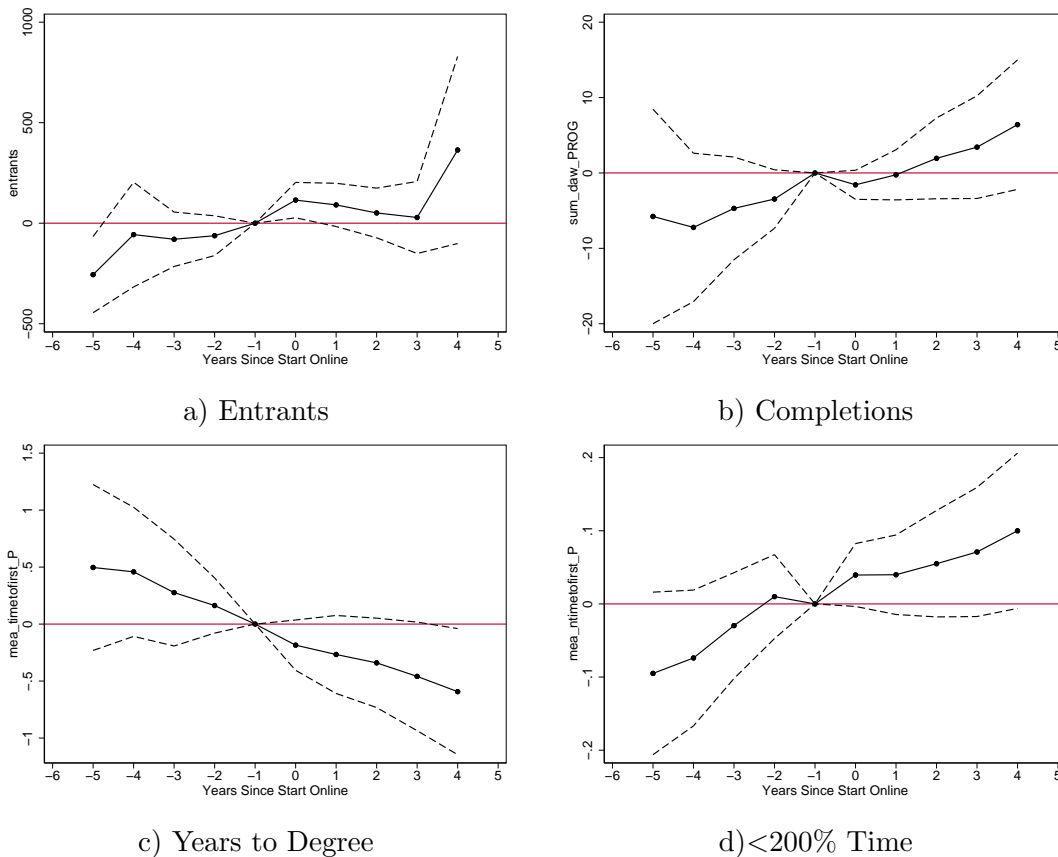 1000
500
0
−500
entrants
−6 −5 −4 −3 −2 −1 0 1 2 3 4 5
Years Since Start Online
a) Entrants
20
10
0
−10
−20
sum_daw_PROG
−6 −5 −4 −3 −2 −1 0 1 2 3 4 5
Years Since Start Online
b) Completions
1.5
1
.5
0
−.5
−1
mea_timetofirst_P
−6 −5 −4 −3 −2 −1 0 1 2 3 4 5
Years Since Start Online
c) Years to Degree
.2
.1
0
−.1
−.2
mea_ntimetofirst_P
−6 −5 −4 −3 −2 −1 0 1 2 3 4 5
Years Since Start Online
d)<200% Time